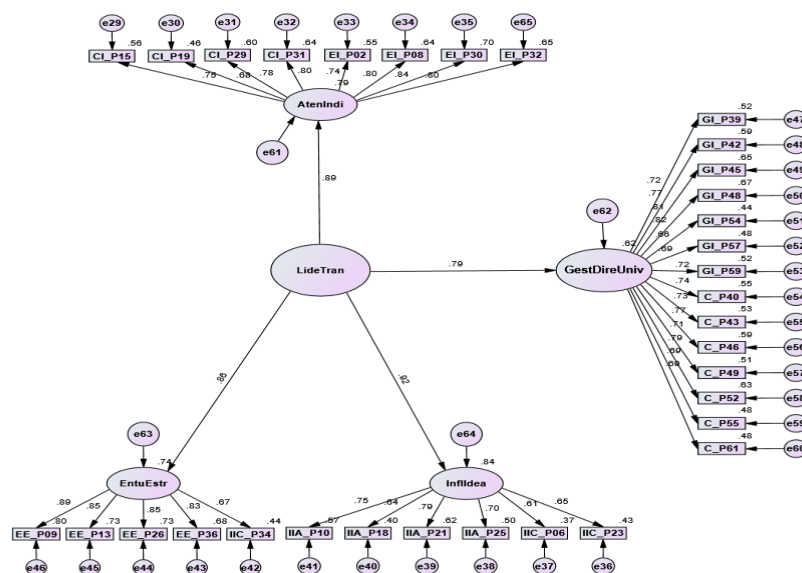 e29 e30 e31 e32 e33 e34 e35 e65
.56 .46 .60 .64 .55 .64 .70 .65
CI_P15 CI_P19 CI_P29 CI_P31 EI_P02 EI_P08 EI_P30 EI_P32
.75 .68 .78 .80 .74 .80 .84 .80
.79
AtenIndi
e61
.89
LideTran
.79
e62
.62
GestDireUniv
.52
GI_P39 e47
.59
GI_P42 e48
.65
GI_P45 e49
.67
GI_P48 e50
.44
GI_P54 e51
.48
GI_P57 e52
.52
GI_P59 e53
.55
C_P40 e54
.53
C_P43 e55
.59
C_P46 e56
.51
C_P49 e57
.63
C_P52 e58
.48
C_P55 e59
.48
C_P61 e60
.72
.77
.81
.82
.66
.69
.72
.74
.73
.77
.71
.79
.69
.69
.86
.92
e63 e64
.74 .84
EntuEstr InflIdea
.89 .85 .85 .83 .67 .75 .64 .79 .70 .61 .65
.80 .73 .73 .68 .44 .57 .40 .62 .50 .37 .43
EE_P09 EE_P13 EE_P26 EE_P36 IIC_P34 IIA_P10 IIA_P18 IIA_P21 IIA_P25 IIC_P06 IIC_P23
e46 e45 e44 e43 e42 e41 e40 e39 e38 e37 e36